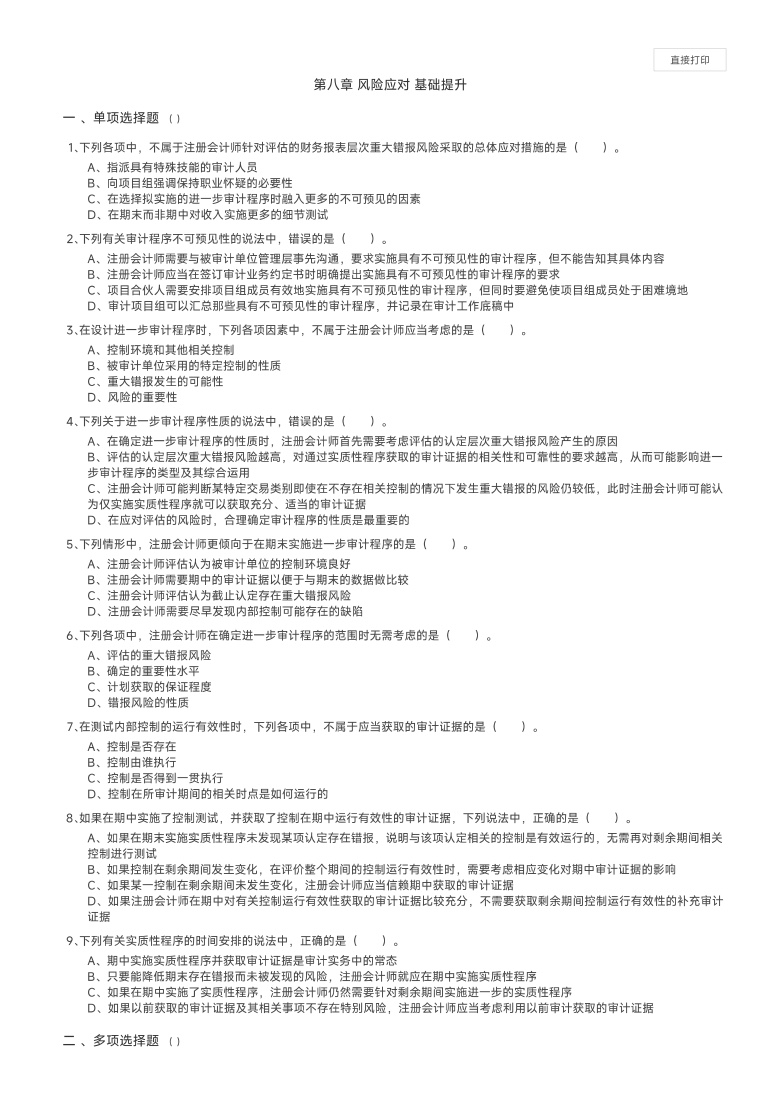 直接打印
第八章 风险应对 基础提升
一 、单项选择题 （ ）
1、下列各项中，不属于注册会计师针对评估的财务报表层次重大错报风险采取的总体应对措施的是（　　）。
A、指派具有特殊技能的审计人员
B、向项目组强调保持职业怀疑的必要性
C、在选择拟实施的进一步审计程序时融入更多的不可预见的因素
D、在期末而非期中对收入实施更多的细节测试
2、下列有关审计程序不可预见性的说法中，错误的是（　　）。
A、注册会计师需要与被审计单位管理层事先沟通，要求实施具有不可预见性的审计程序，但不能告知其具体内容
B、注册会计师应当在签订审计业务约定书时明确提出实施具有不可预见性的审计程序的要求
C、项目合伙人需要安排项目组成员有效地实施具有不可预见性的审计程序，但同时要避免使项目组成员处于困难境地
D、审计项目组可以汇总那些具有不可预见性的审计程序，并记录在审计工作底稿中
3、在设计进一步审计程序时，下列各项因素中，不属于注册会计师应当考虑的是（　　）。
A、控制环境和其他相关控制
B、被审计单位采用的特定控制的性质
C、重大错报发生的可能性
D、风险的重要性
4、下列关于进一步审计程序性质的说法中，错误的是（　　）。
A、在确定进一步审计程序的性质时，注册会计师首先需要考虑评估的认定层次重大错报风险产生的原因
B、评估的认定层次重大错报风险越高，对通过实质性程序获取的审计证据的相关性和可靠性的要求越高，从而可能影响进一
步审计程序的类型及其综合运用
C、注册会计师可能判断某特定交易类别即使在不存在相关控制的情况下发生重大错报的风险仍较低，此时注册会计师可能认
为仅实施实质性程序就可以获取充分、适当的审计证据
D、在应对评估的风险时，合理确定审计程序的性质是最重要的
5、下列情形中，注册会计师更倾向于在期末实施进一步审计程序的是（　　）。
A、注册会计师评估认为被审计单位的控制环境良好
B、注册会计师需要期中的审计证据以便于与期末的数据做比较
C、注册会计师评估认为截止认定存在重大错报风险
D、注册会计师需要尽早发现内部控制可能存在的缺陷
6、下列各项中，注册会计师在确定进一步审计程序的范围时无需考虑的是（　　）。
A、评估的重大错报风险
B、确定的重要性水平
C、计划获取的保证程度
D、错报风险的性质
7、在测试内部控制的运行有效性时，下列各项中，不属于应当获取的审计证据的是（　　）。
A、控制是否存在
B、控制由谁执行
C、控制是否得到一贯执行
D、控制在所审计期间的相关时点是如何运行的
8、如果在期中实施了控制测试，并获取了控制在期中运行有效性的审计证据，下列说法中，正确的是（　　）。
A、如果在期末实施实质性程序未发现某项认定存在错报，说明与该项认定相关的控制是有效运行的，无需再对剩余期间相关
控制进行测试
B、如果控制在剩余期间发生变化，在评价整个期间的控制运行有效性时，需要考虑相应变化对期中审计证据的影响
C、如果某一控制在剩余期间未发生变化，注册会计师应当信赖期中获取的审计证据
D、如果注册会计师在期中对有关控制运行有效性获取的审计证据比较充分，不需要获取剩余期间控制运行有效性的补充审计
证据
9、下列有关实质性程序的时间安排的说法中，正确的是（　　）。
A、期中实施实质性程序并获取审计证据是审计实务中的常态
B、只要能降低期末存在错报而未被发现的风险，注册会计师就应在期中实施实质性程序
C、如果在期中实施了实质性程序，注册会计师仍然需要针对剩余期间实施进一步的实质性程序
D、如果以前获取的审计证据及其相关事项不存在特别风险，注册会计师应当考虑利用以前审计获取的审计证据
二 、多项选择题 （ ）